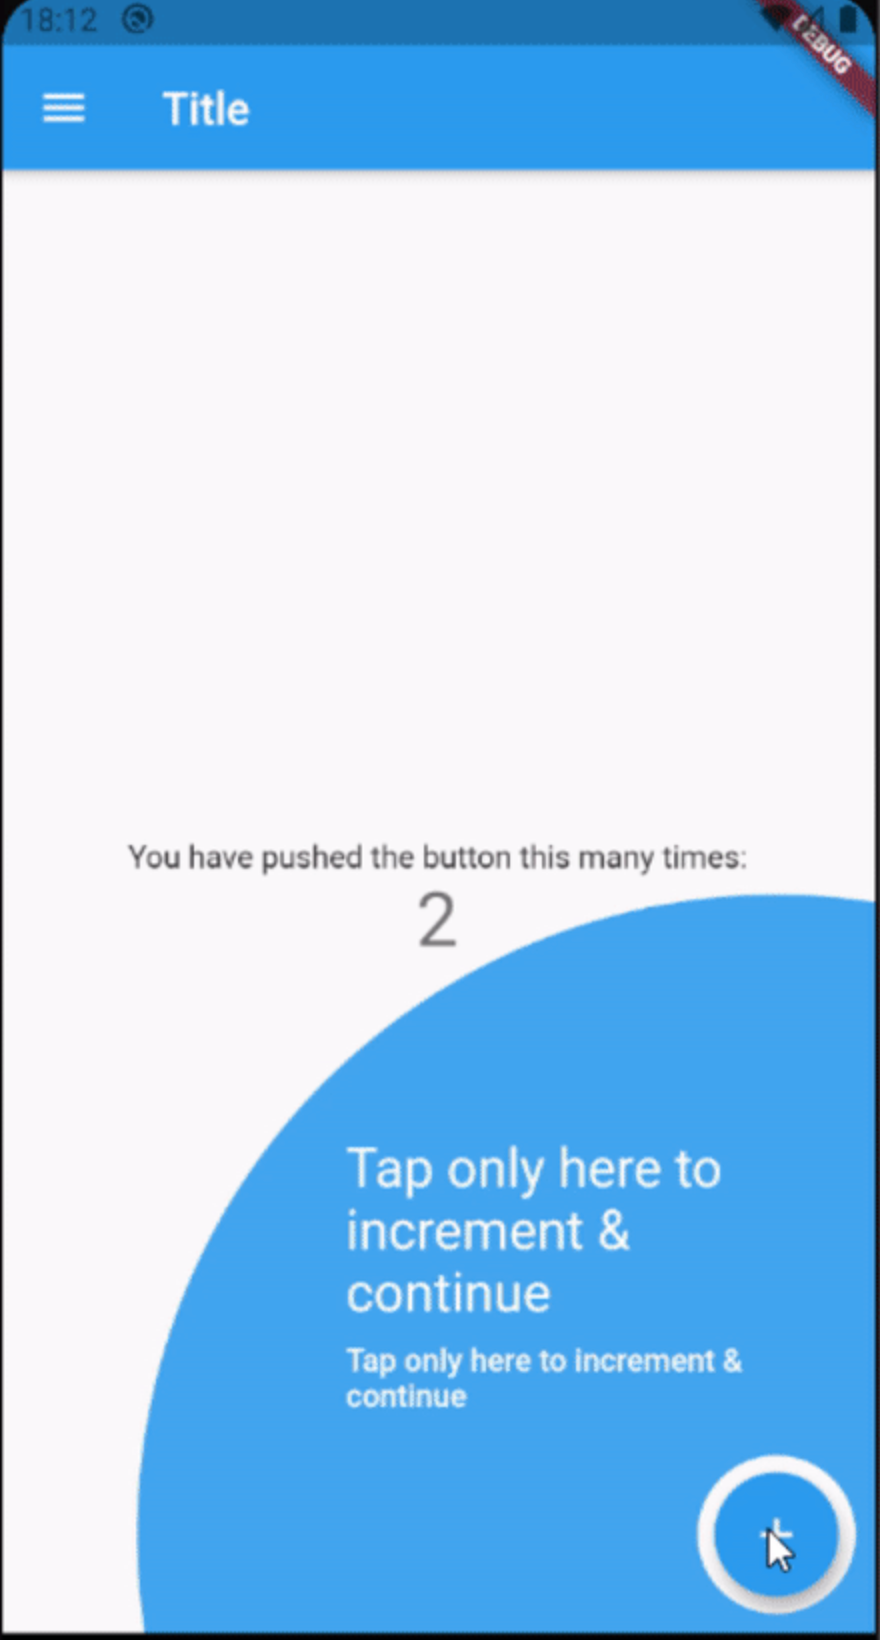 18:12
DEBUG
Title
You have pushed the button this many times:
2
Tap only here to
increment &
continue
Tap only here to increment &
continue
+